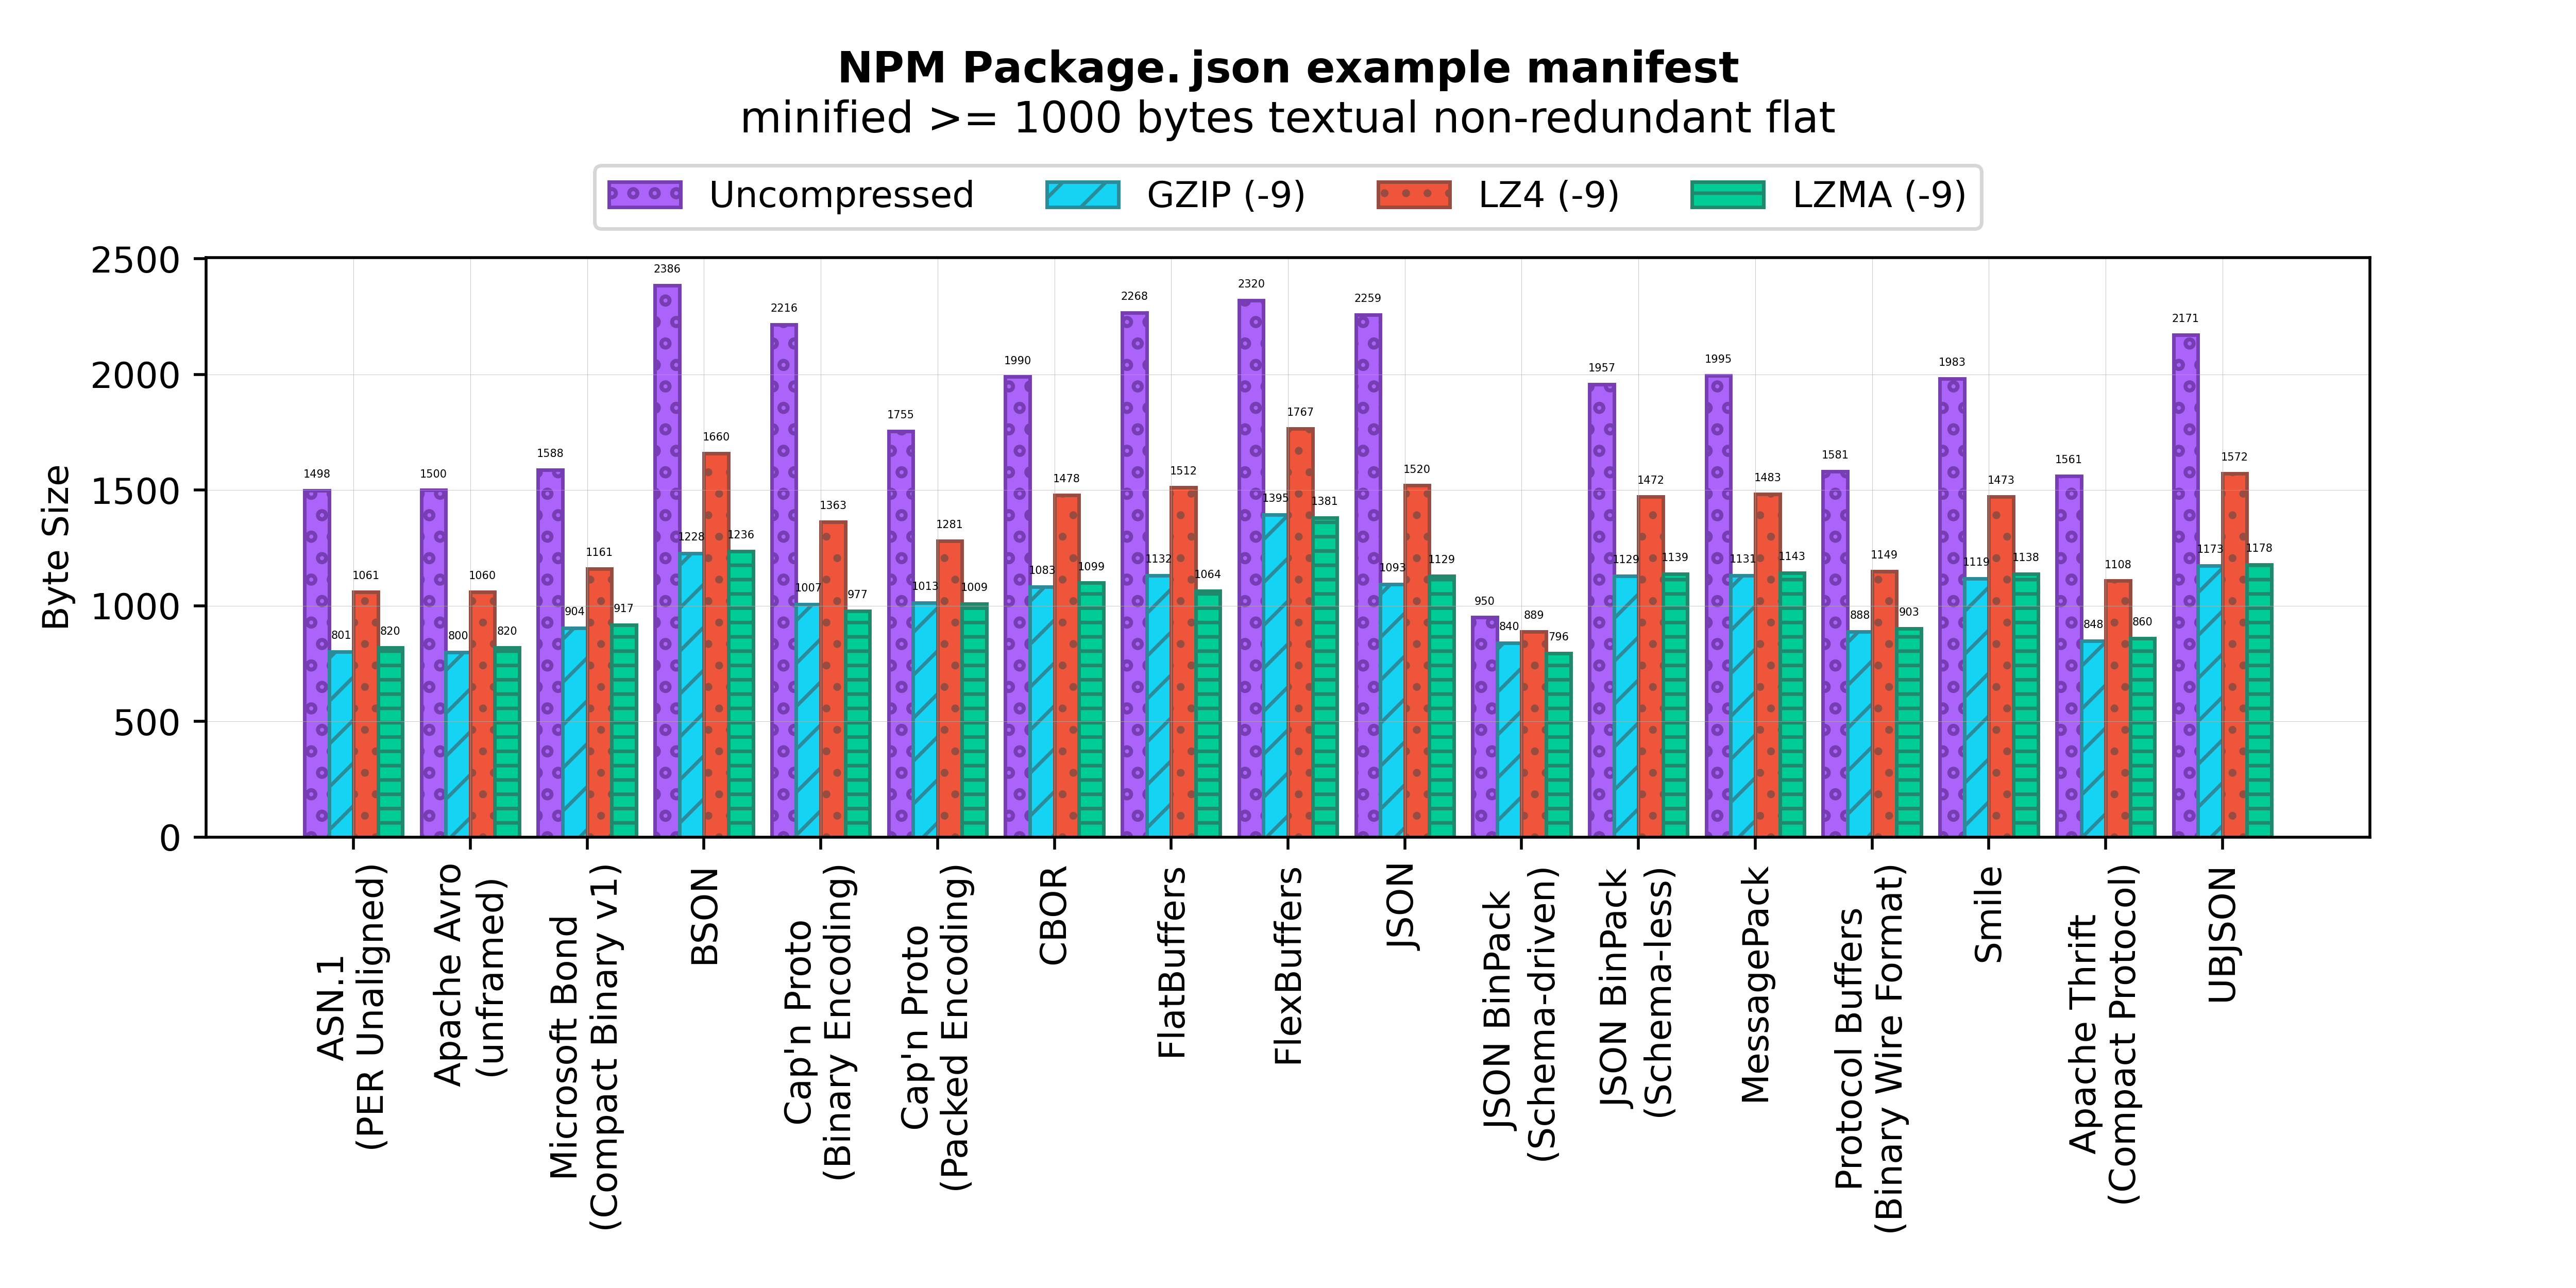 NPM Package.json example manifest
minified >= 1000 bytes textual non-redundant flat
Uncompressed GZIP (-9) LZ4 (-9) LZMA (-9)
Byte Size
2500
2000
1500
1000
500
0
1498 801 1061 820
1500 800 1060 820
1588 904 1161 917
2386 1228 1660 1236
2216 1007 1363 977
1755 1013 1281 1009
1990 1083 1478 1099
2268 1132 1512 1064
2320 1395 1767 1381
2259 1093 1520 1129
950 840 889 796
1957 1129 1472 1139
1995 1131 1483 1143
1581 888 1149 903
1983 1119 1473 1138
1561 848 1108 860
2171 1173 1572 1178
ASN.1
(PER Unaligned)
Apache Avro
(unframed)
Microsoft Bond
(Compact Binary v1)
BSON
Cap'n Proto
(Binary Encoding)
Cap'n Proto
(Packed Encoding)
CBOR
FlatBuffers
FlexBuffers
JSON
JSON BinPack
(Schema-driven)
JSON BinPack
(Schema-less)
MessagePack
Protocol Buffers
(Binary Wire Format)
Smile
Apache Thrift
(Compact Protocol)
UBJSON